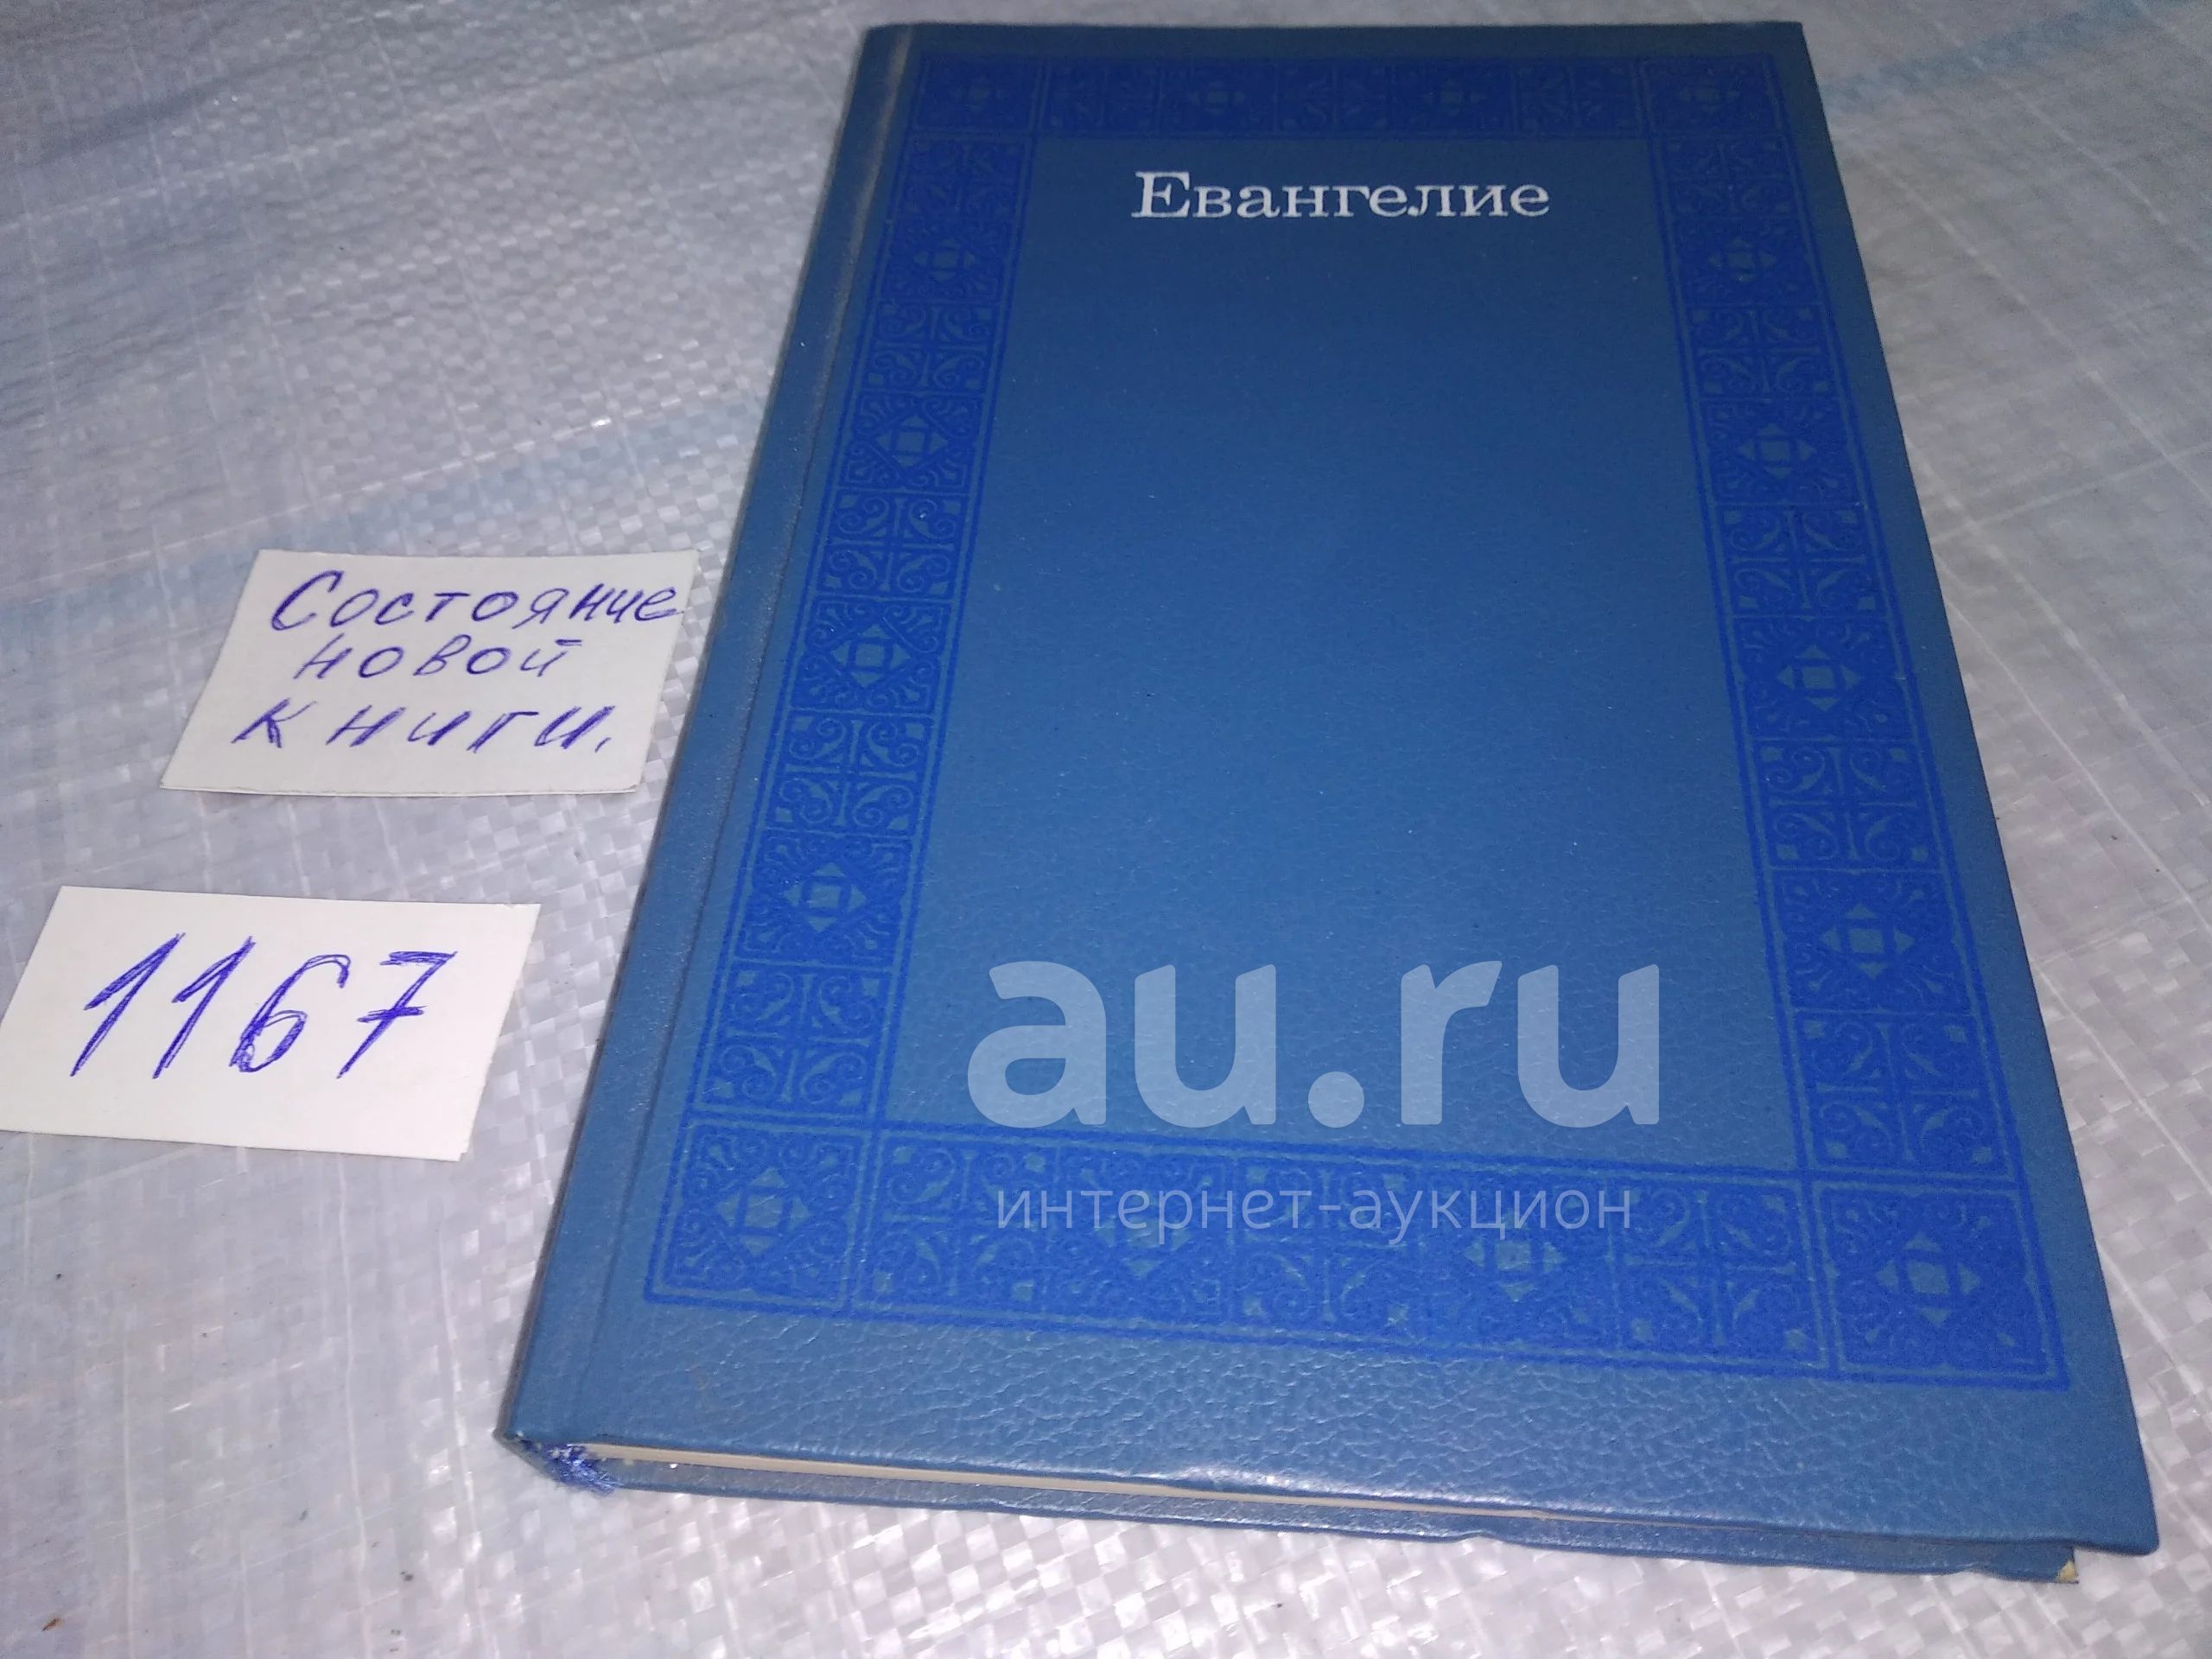 Евангелие
Состояние
новой
книги.
1167
au.ru
интернет-аукцион